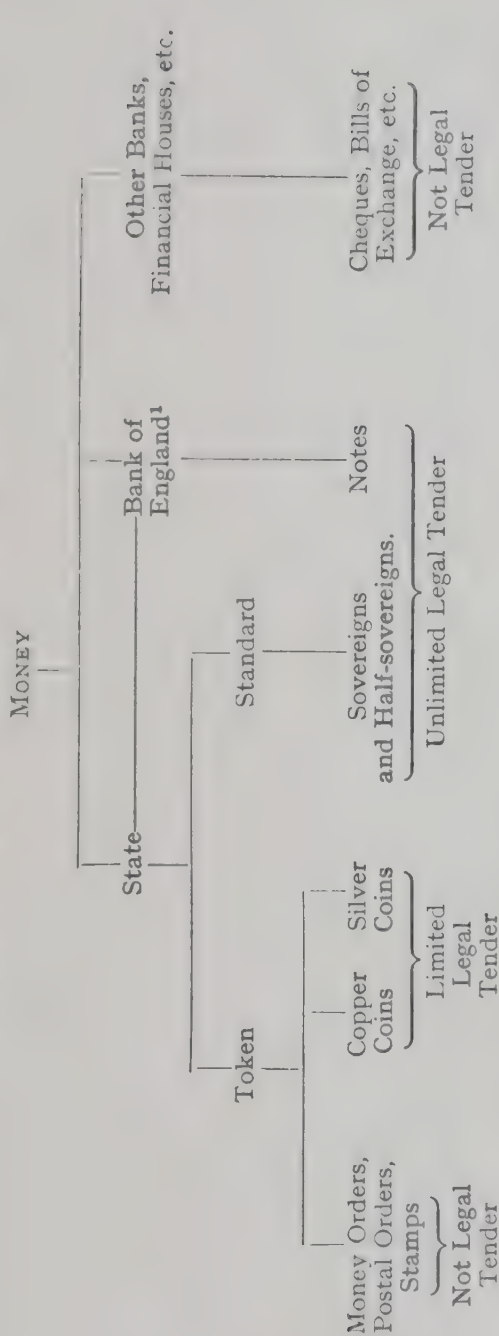 MONEY
State
Bank of
England¹
Other Banks,
Financial Houses, etc.
Token
Standard
Money Orders,
Postal Orders,
Stamps
Copper
Coins
Silver
Coins
Sovereigns
and Half-sovereigns.
Notes
Cheques, Bills of
Exchange, etc.
Not Legal
Tender
Limited
Legal
Tender
Unlimited Legal Tender
Not Legal
Tender